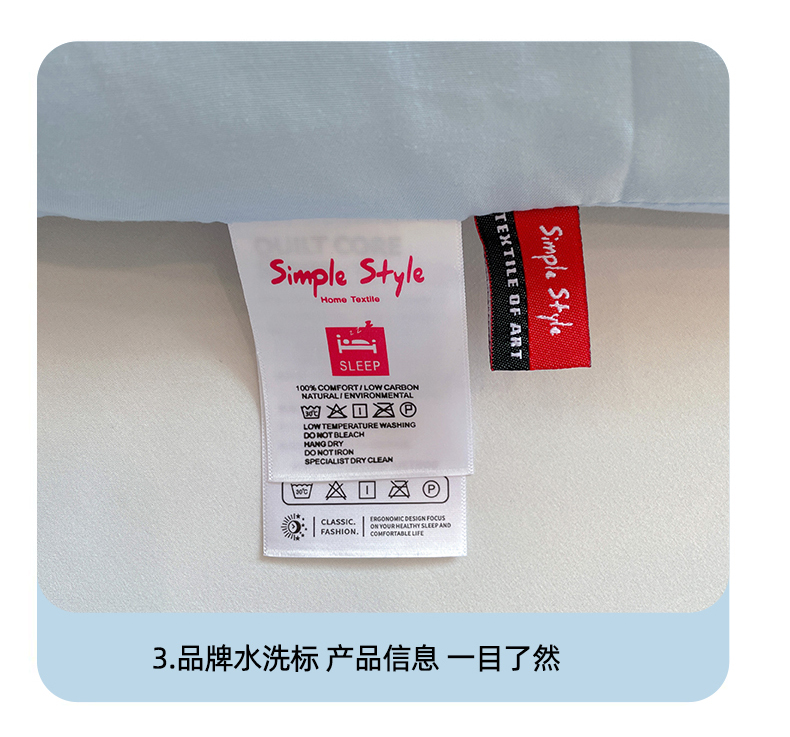 QUILT CORE
Simple Style
Home Textile
SLEEP
100% COMFORT / LOW CARBON
NATURAL / ENVIRONMENTAL
30°C
P
LOW TEMPERATURE WASHING
DO NOT BLEACH
HANG DRY
DO NOT IRON
SPECIALIST DRY CLEAN
30°C
P
CLASSIC.
FASHION.
ERGONOMIC DESIGN FOCUS
ON YOUR HEALTHY SLEEP AND
COMFORTABLE LIFE
TEXTILE OF ART
Simple Style
3.品牌水洗标 产品信息 一目了然